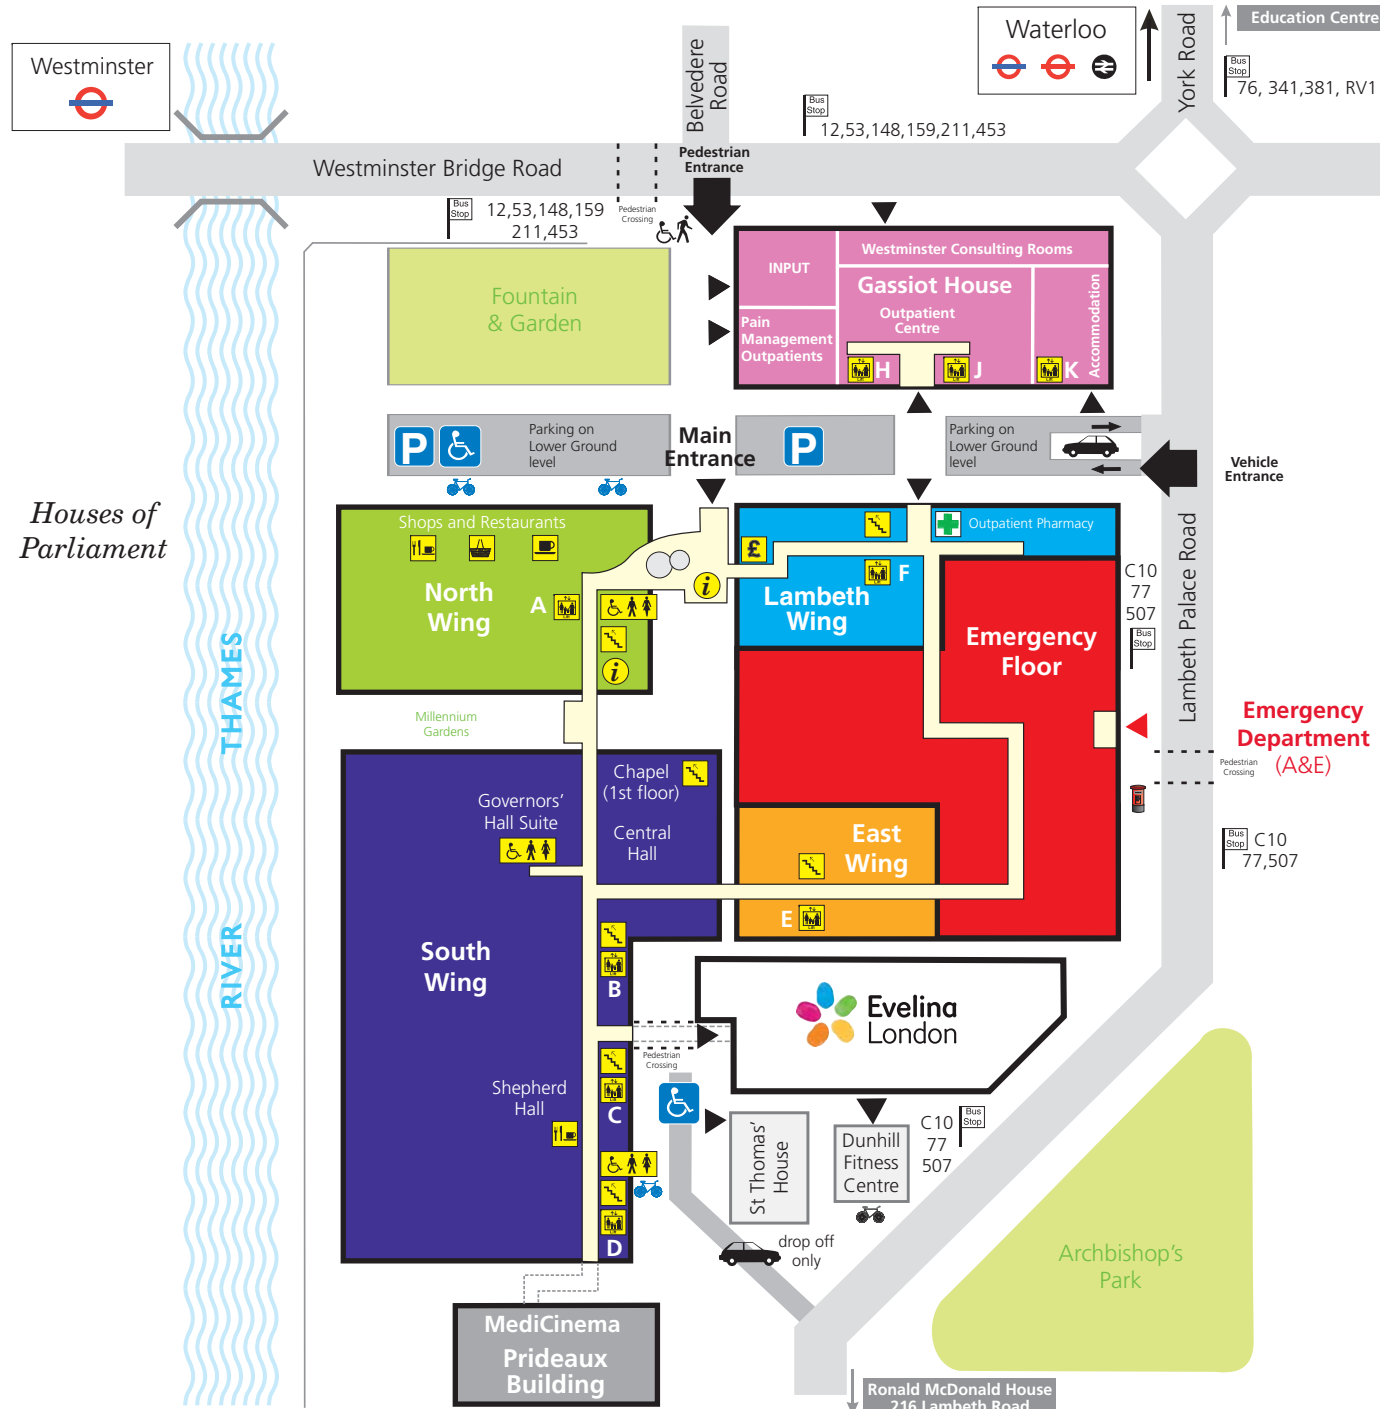 Westminster
Belvedere
Road
Waterloo
York Road
Education Centre
Bus
Stop
76, 341,381, RV1
Bus
Stop
12,53,148,159,211,453
Westminster Bridge Road
Pedestrian
Entrance
Bus
Stop
12,53,148,159
211,453
Pedestrian
Crossing
Fountain
& Garden
INPUT
Westminster Consulting Rooms
Gassiot House
Outpatient
Centre
Pain
Management
Outpatients
Accommodation
H
J
K
P
Parking on
Lower Ground
level
Main
Entrance
P
Parking on
Lower Ground
level
Vehicle
Entrance
Houses of
Parliament
Shops and Restaurants
North
Wing
A
i
i
£
Outpatient Pharmacy
F
Lambeth
Wing
Emergency
Floor
C10
77
507
Bus
Stop
Lambeth Palace Road
RIVER THAMES
Millennium
Gardens
Emergency
Department
(A&E)
Pedestrian
Crossing
Chapel
(1st floor)
Governors'
Hall Suite
Central
Hall
East
Wing
E
Bus
Stop
C10
77,507
South
Wing
B
Evelina
London
Pedestrian
Crossing
Shepherd
Hall
C
St Thomas'
House
Dunhill
Fitness
Centre
C10
77
507
Bus
Stop
D
drop off
only
Archbishop's
Park
MediCinema
Prideaux
Building
Ronald McDonald House
216 Lambeth Road